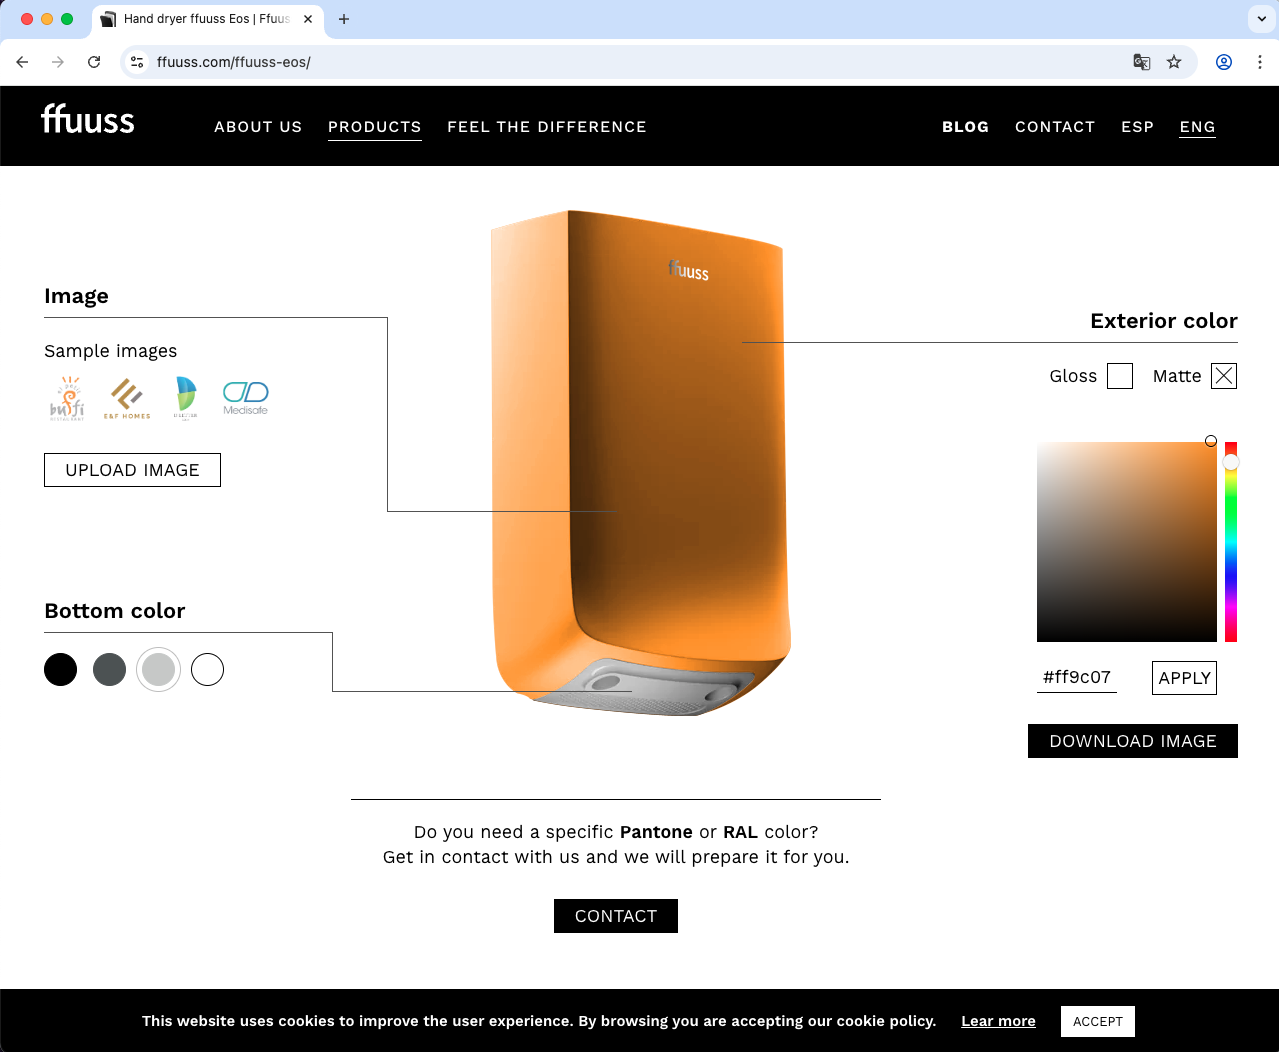 Hand dryer ffuuss Eos | Ffuus
ffuuss.com/ffuuss-eos/
ffuuss
ABOUT US
PRODUCTS
FEEL THE DIFFERENCE
BLOG
CONTACT
ESP
ENG
ffuuss
Image
Sample images
bufi
RESTAURANT
E&F HOMES
Medisafe
UPLOAD IMAGE
Exterior color
Gloss
Matte
Bottom color
#ff9c07
APPLY
DOWNLOAD IMAGE
Do you need a specific Pantone or RAL color?
Get in contact with us and we will prepare it for you.
CONTACT
This website uses cookies to improve the user experience. By browsing you are accepting our cookie policy.
Lear more
ACCEPT